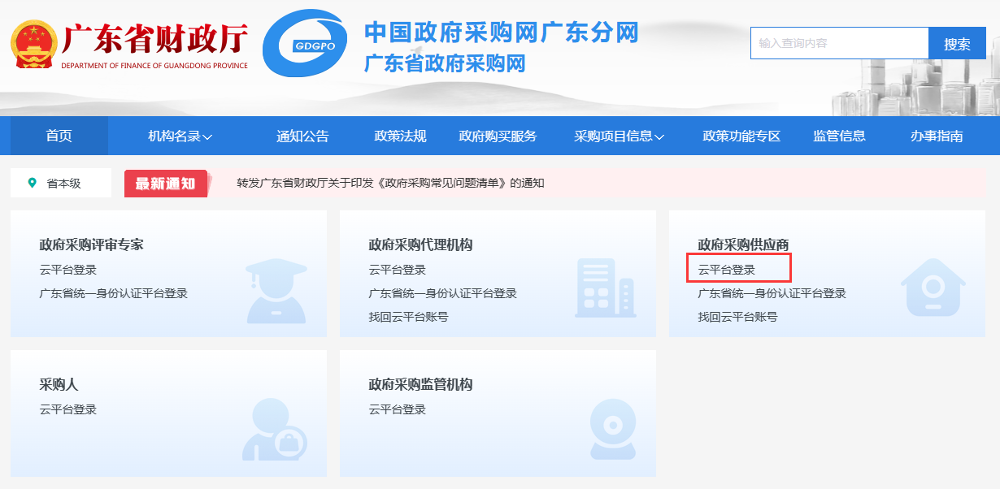 广东省财政厅
DEPARTMENT OF FINANCE OF GUANGDONG PROVINCE
GDGPO
中国政府采购网广东分网
广东省政府采购网
输入查询内容
搜索
首页
机构名录
通知公告
政策法规
政府购买服务
采购项目信息
政策功能专区
监管信息
办事指南
省本级
最新通知
转发广东省财政厅关于印发《政府采购常见问题清单》的通知
政府采购评审专家
云平台登录
广东省统一身份认证平台登录
政府采购代理机构
云平台登录
广东省统一身份认证平台登录
找回云平台账号
政府采购供应商
云平台登录
广东省统一身份认证平台登录
找回云平台账号
采购人
云平台登录
政府采购监管机构
云平台登录